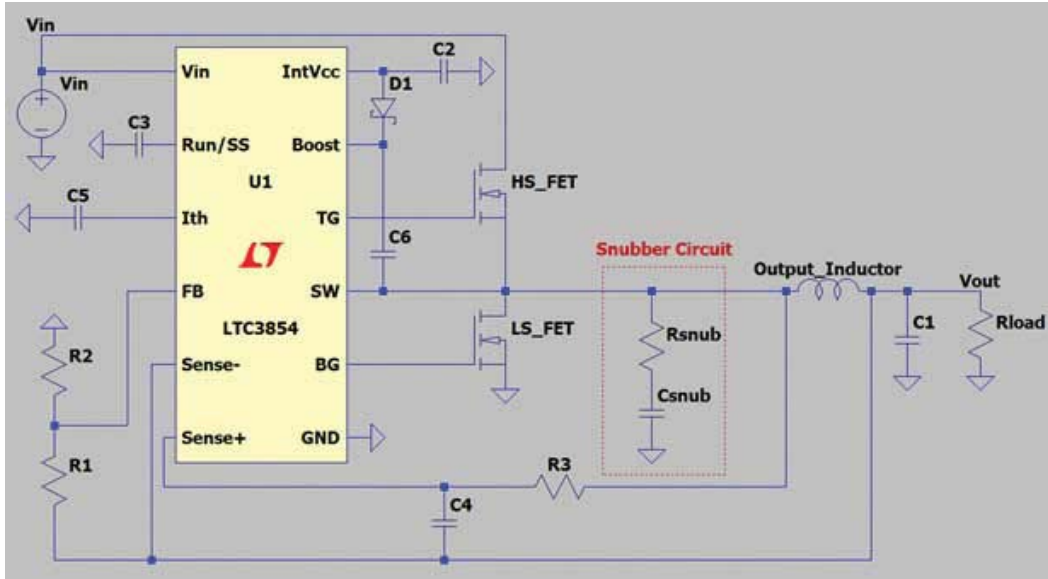 Vin
Vin
C3
C5
R2
R1
Vin
Run/SS
Ith
FB
Sense-
Sense+
U1
LTC3854
IntVcc
Boost
TG
SW
BG
GND
D1
C2
C6
HS_FET
LS_FET
Snubber Circuit
Rsnub
Csnub
Output_Inductor
Vout
C1
Rload
R3
C4